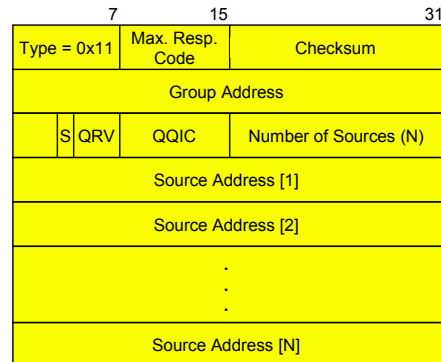 7 15 31
Type = 0x11 Max. Resp. Code Checksum
Group Address
S QRV QQIC Number of Sources (N)
Source Address [1]
Source Address [2]
.
.
.
Source Address [N]